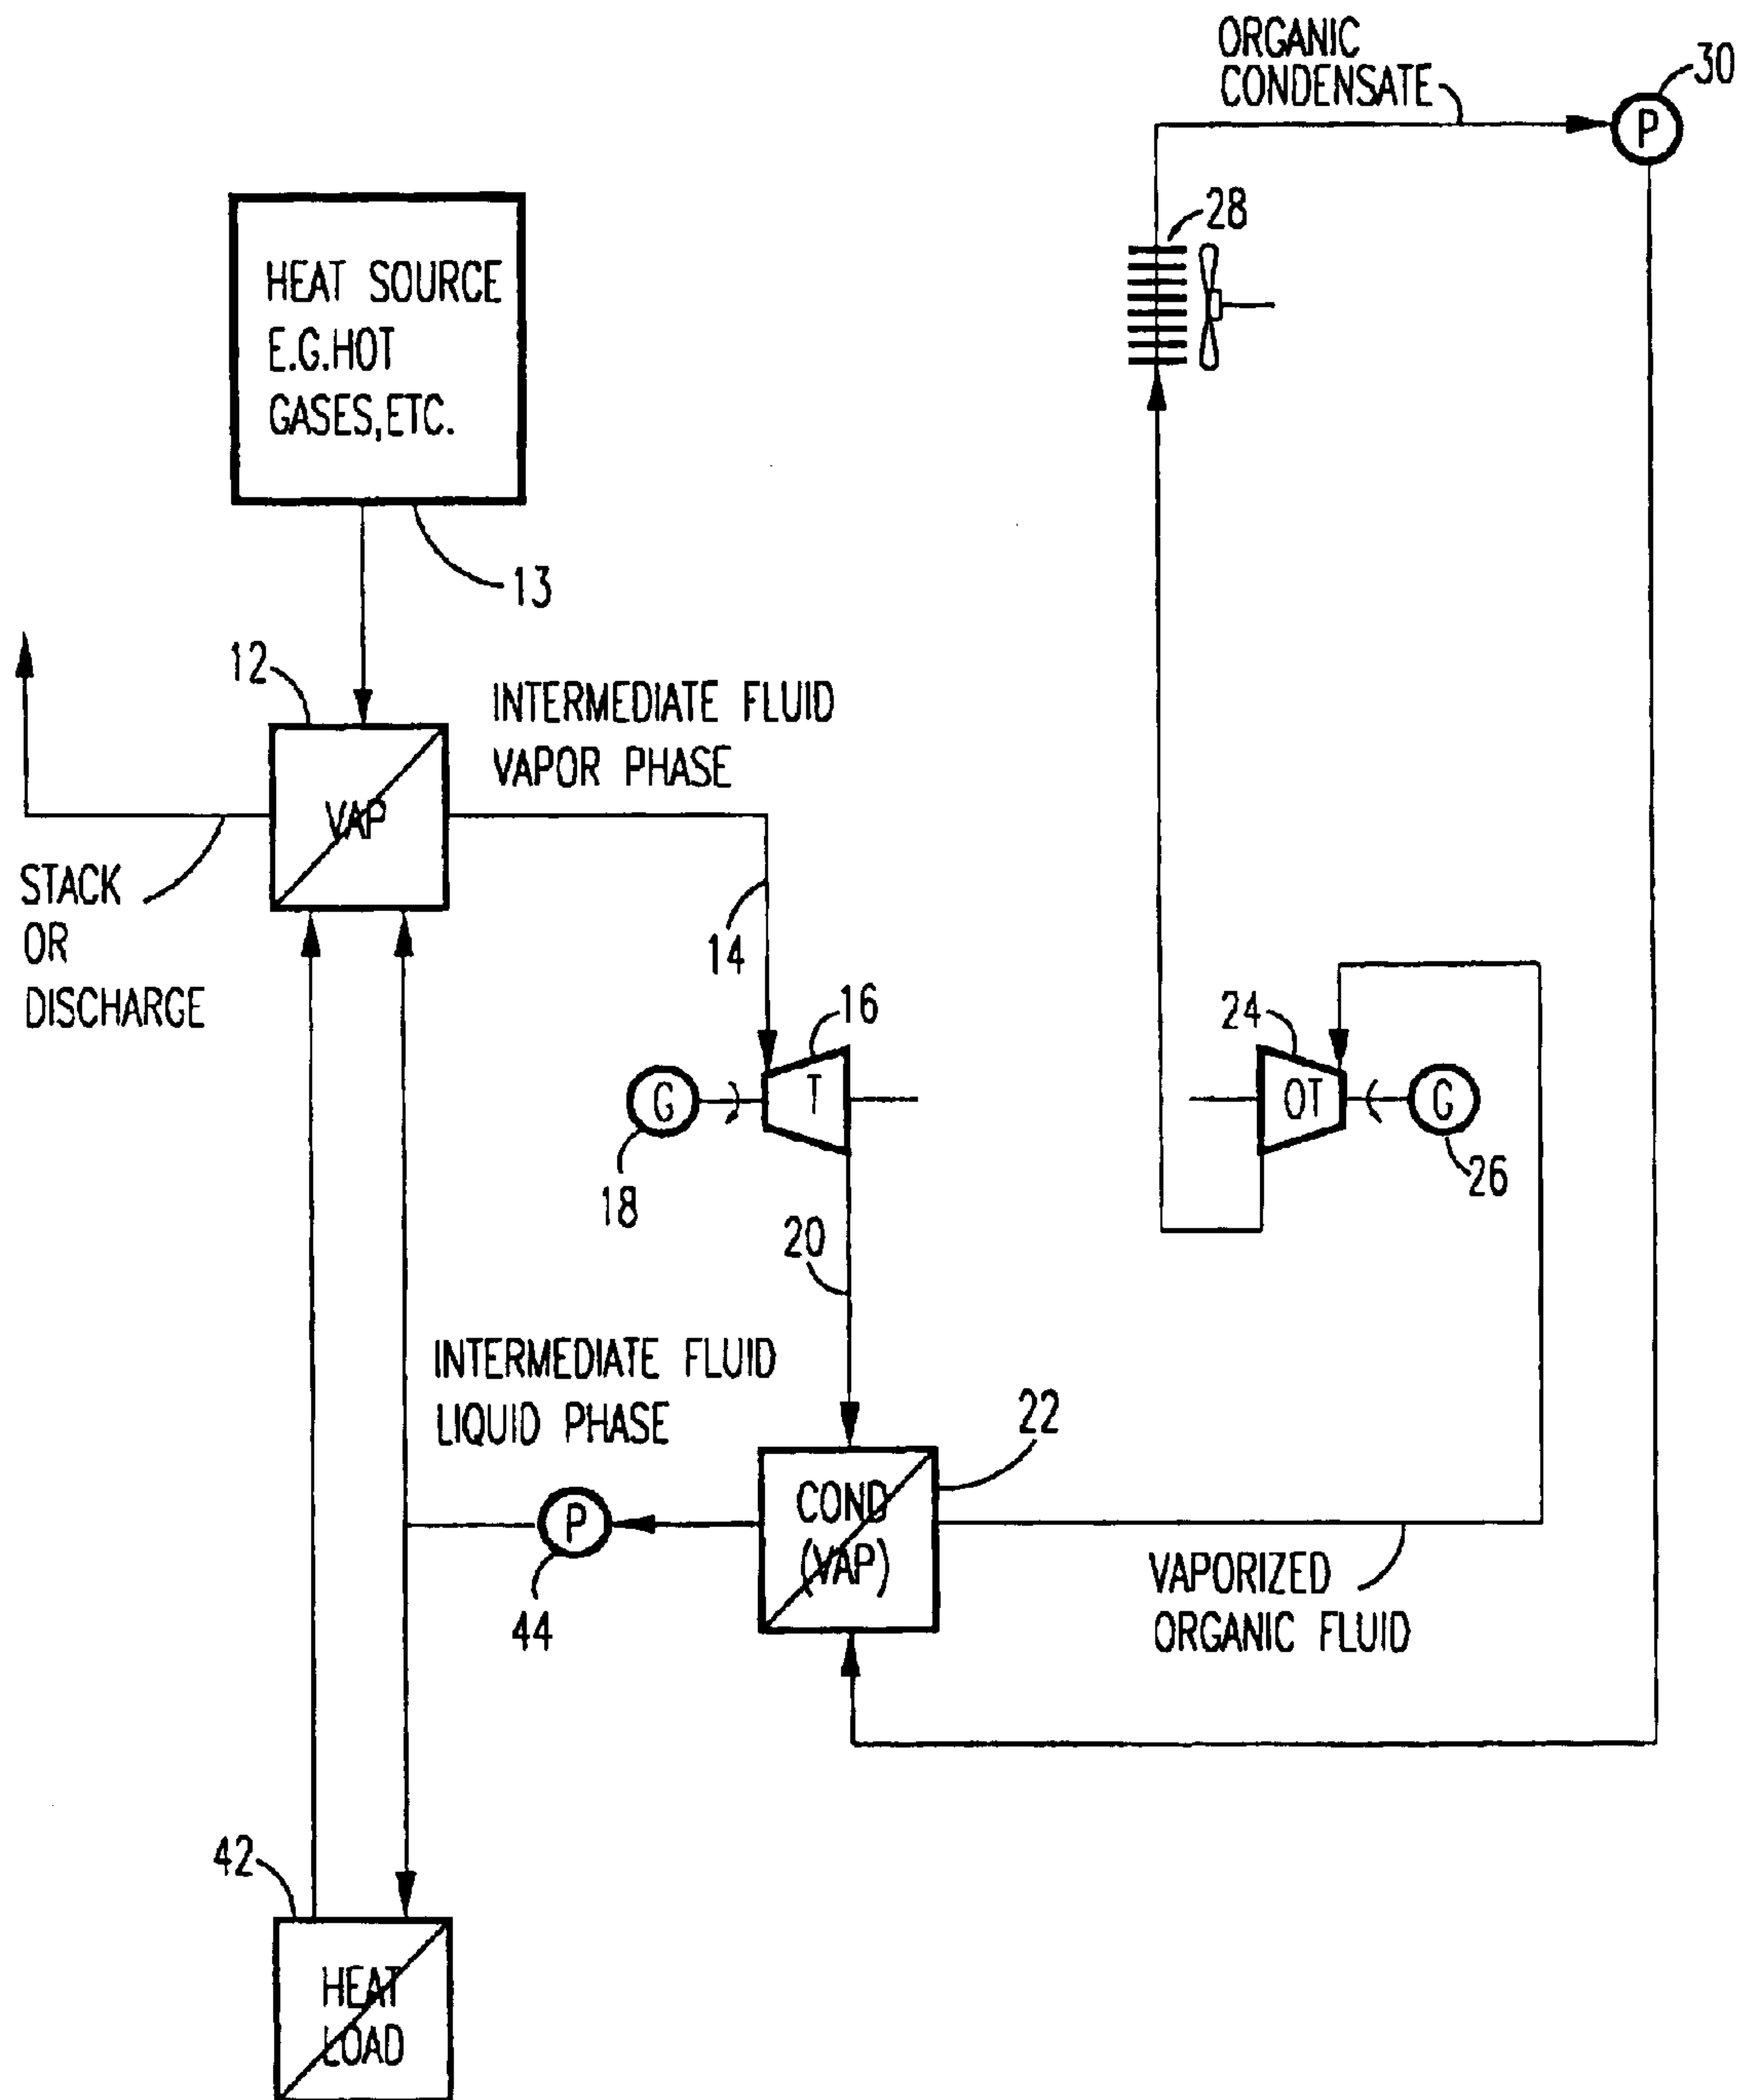 ORGANIC
CONDENSATE
30
P
28
HEAT SOURCE
E.G.HOT
GASES,ETC.
13
12
INTERMEDIATE FLUID
VAPOR PHASE
VAP
STACK
OR
DISCHARGE
14
16
G
T
18
24
OT
G
26
20
INTERMEDIATE FLUID
LIQUID PHASE
22
COND
(VAP)
P
44
VAPORIZED
ORGANIC FLUID
42
HEAT
LOAD